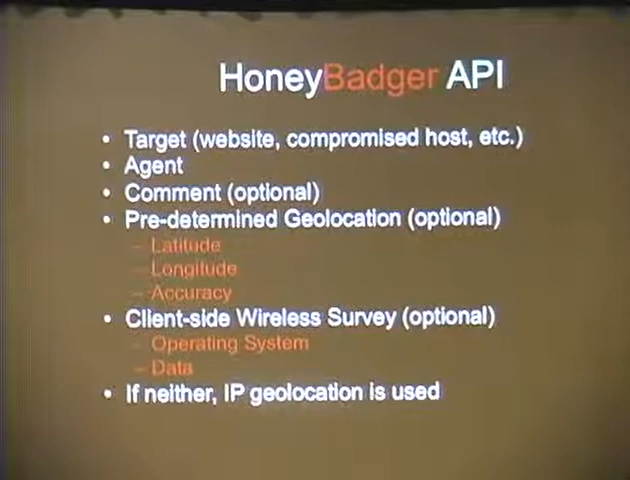 HoneyBadger API
• Target (website, compromised host, etc.)
• Agent
• Comment (optional)
• Pre-determined Geolocation (optional)
– Latitude
– Longitude
– Accuracy
• Client-side Wireless Survey (optional)
– Operating System
– Data
• If neither, IP geolocation is used